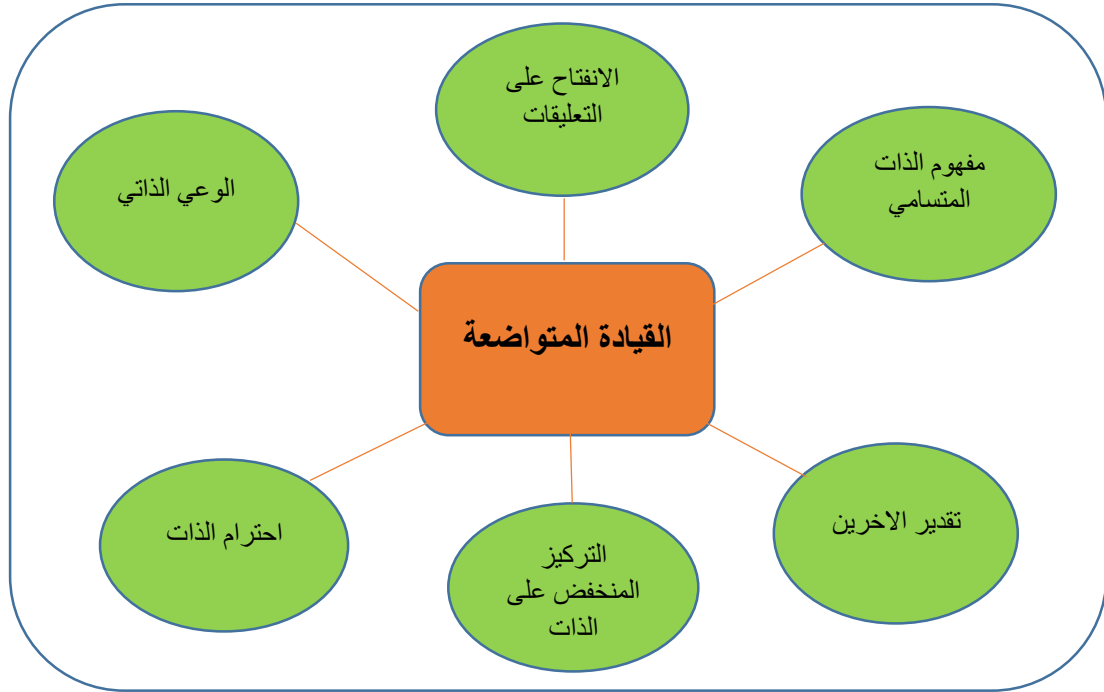 الانفتاح على
التعليقات
مفهوم الذات
المتسامي
الوعي الذاتي
القيادة المتواضعة
تقدير الاخرين
التركيز
المنخفض على
الذات
احترام الذات